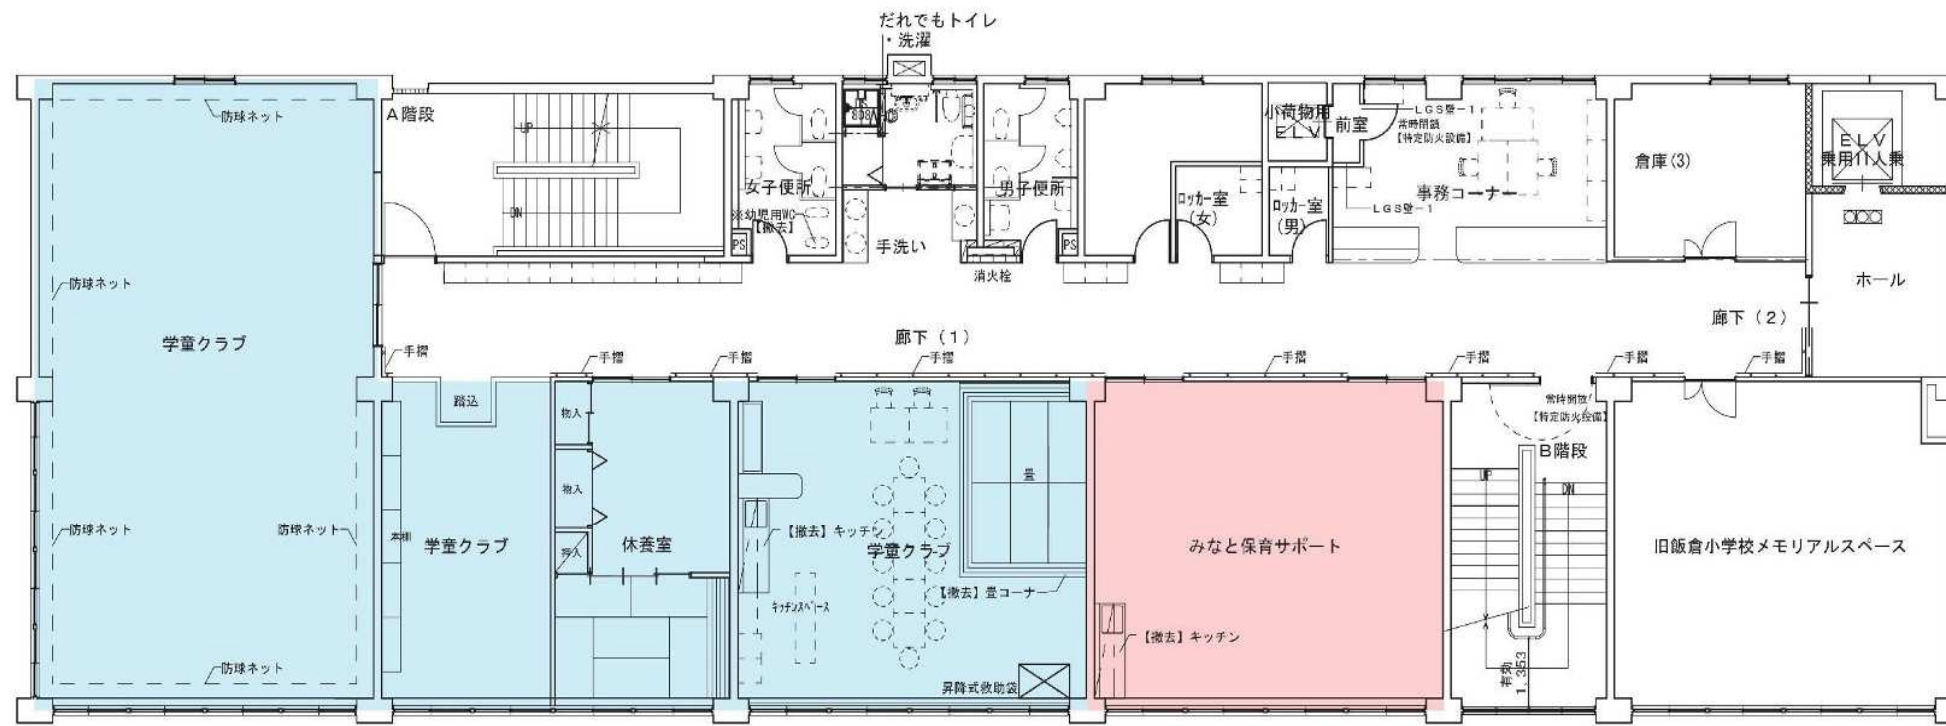 だれでもトイレ
・洗濯
防球ネット
A階段
UP
DN
女子便所
※幼児用WC
【撤去】
PS
手洗い
男子便所
消火栓
PS
ロッカー室
(女)
小荷物用
ELV
前室
ロッカー室
(男)
LGS壁-1
常時閉鎖
【特定防火設備】
事務コーナー
LGS壁-1
倉庫(3)
ELV
乗用11人乗
ホール
防球ネット
学童クラブ
廊下(1)
廊下(2)
手摺
手摺
手摺
手摺
手摺
手摺
手摺
手摺
踏込
物入
物入
押入
本棚
学童クラブ
休養室
畳
【撤去】キッチン
学童クラブ
【撤去】畳コーナー
キッチンスペース
昇降式救助袋
みなと保育サポート
【撤去】キッチン
常時開放
【特定防火設備】
B階段
UP
DN
有効
1,353
旧飯倉小学校メモリアルスペース
防球ネット
防球ネット
防球ネット